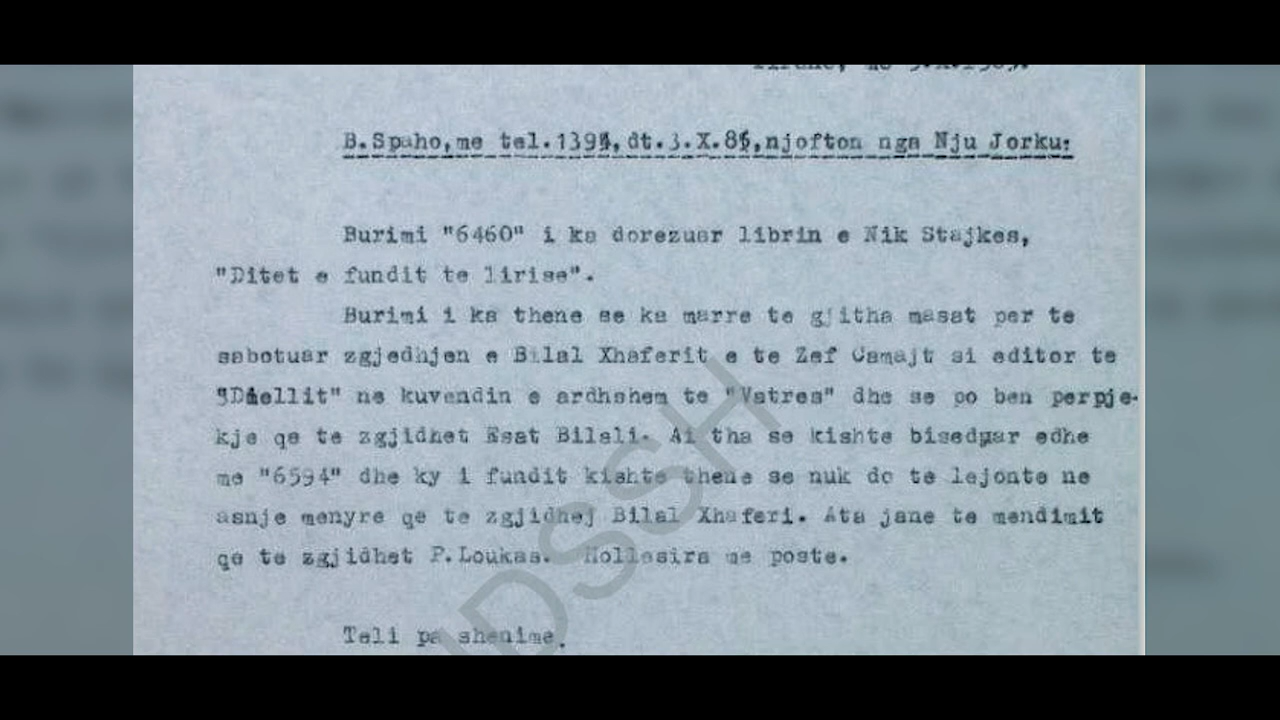 B.Spaho,me tel.1395,dt.3.X.85,njofton nga Nju Jorku:
Burimi "6460" i ka dorezuar librin e Nik Stajkes,
"Ditet e fundit te lirise".
Burimi i ka thene se ka marre te gjitha masat per te
sabotuar zgjedhjen e Bilal Xhaferit e te Zef Camajt si editor te
"Diellit" ne kuvendin e ardhshem te "Vatres" dhe se po ben perpje-
kje qe te zgjidhet Esat Bilali. Ai tha se kishte biseduar edhe
me "6594" dhe ky i fundit kishte thene se nuk do te lejonte ne
asnje menyre qe te zgjidhej Bilal Xhaferi. Ata jane te mendimit
qe te zgjidhet P.Loukas. Hollesira me poste.
Teli pa shenime.
IDSSH